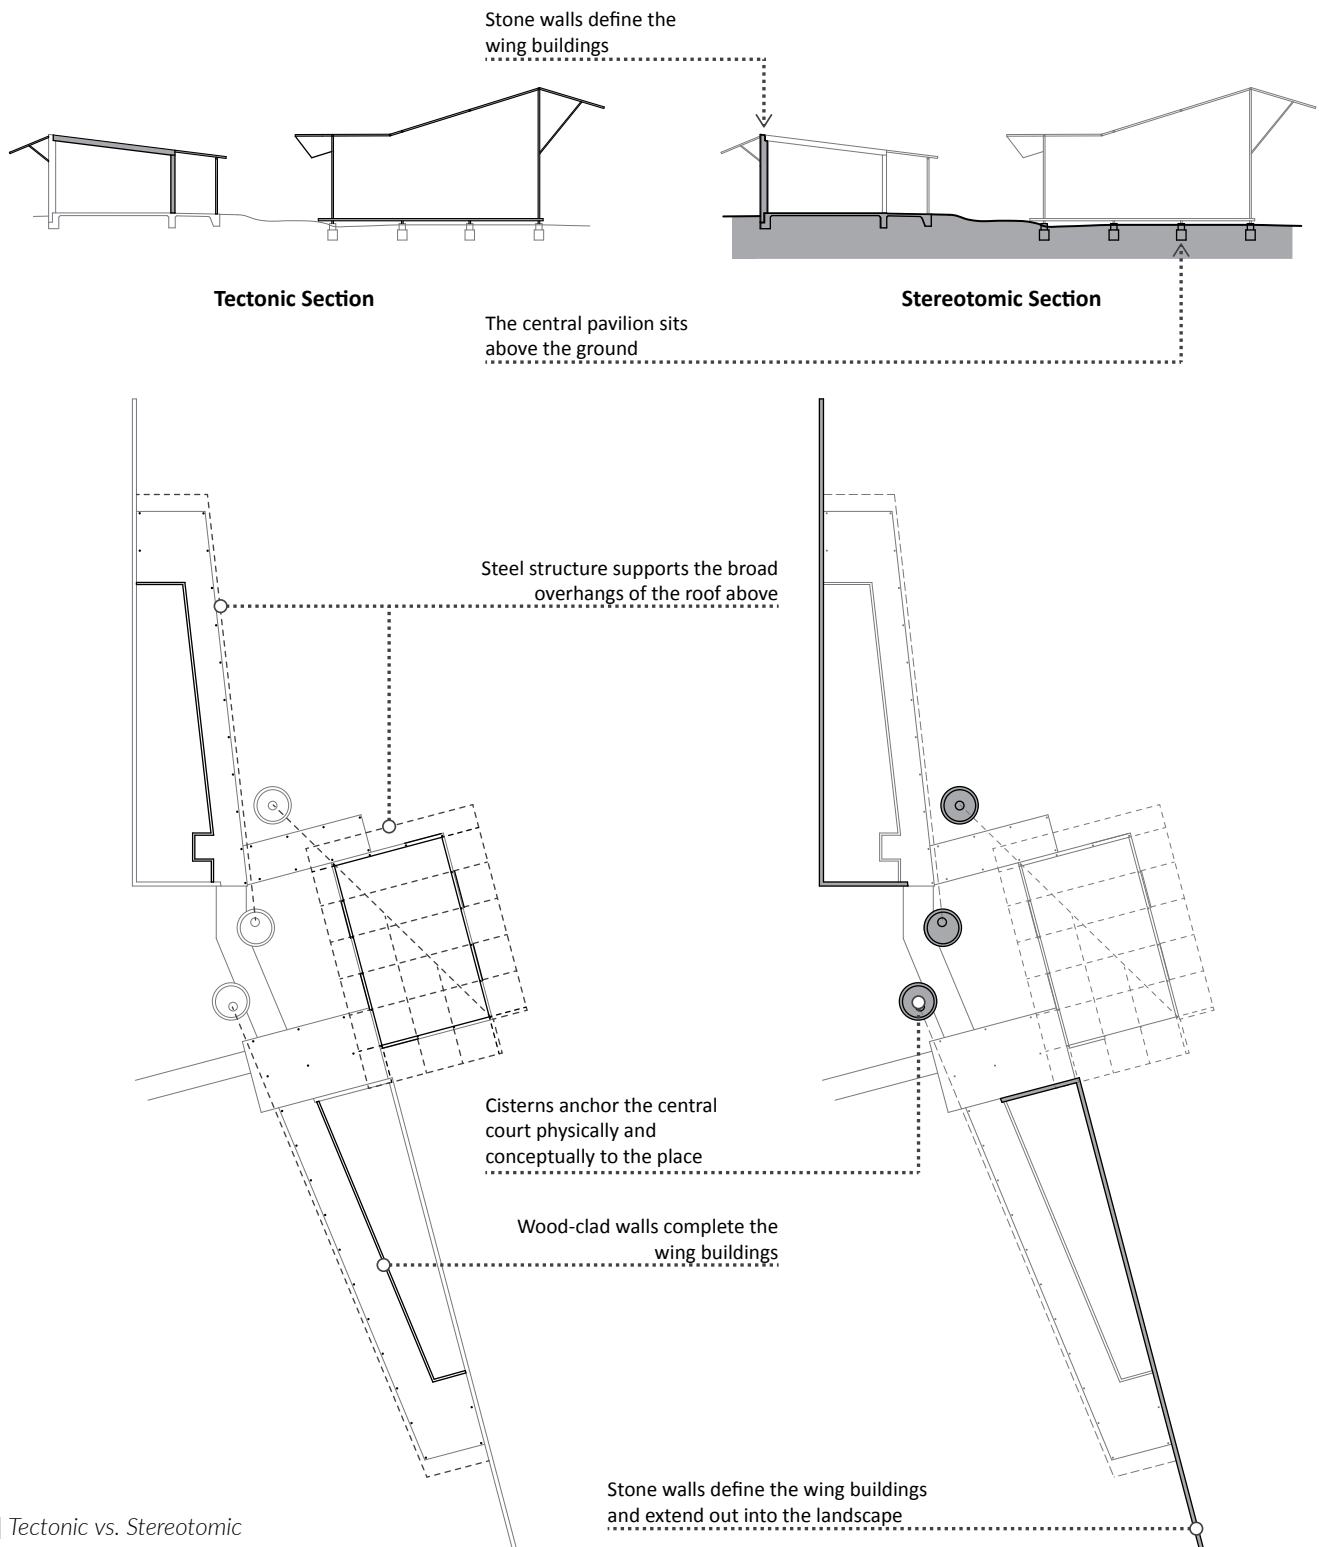 Stone walls define the
wing buildings
Tectonic Section
Stereotomic Section
The central pavilion sits
above the ground
Steel structure supports the broad
overhangs of the roof above
Cisterns anchor the central
court physically and
conceptually to the place
Wood-clad walls complete the
wing buildings
Stone walls define the wing buildings
and extend out into the landscape
| Tectonic vs. Stereotomic